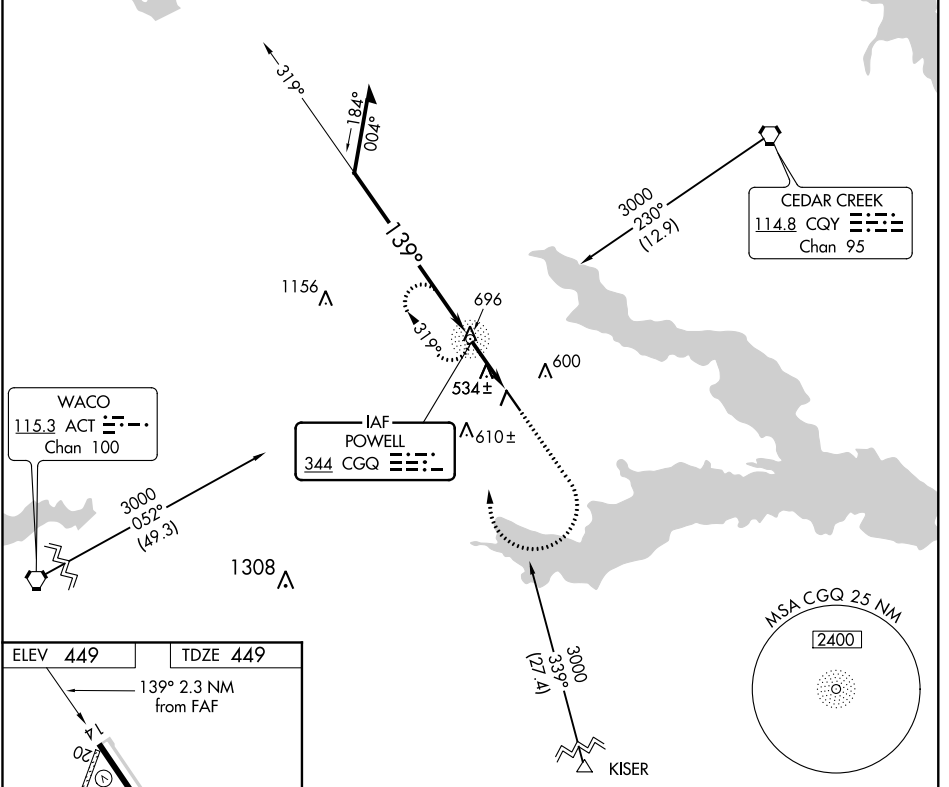 319°
184°
004°
139°
1156
319°
696
534±
600
610±
1308
3000
230°
(12.9)
CEDAR CREEK
114.8 CQY
Chan 95
WACO
115.3 ACT
Chan 100
IAF
POWELL
344 CGQ
3000
052°
(49.3)
3000
339°
(27.4)
KISER
MSA CGQ 25 NM
2400
ELEV 449
TDZE 449
139° 2.3 NM
from FAF
14
20
V